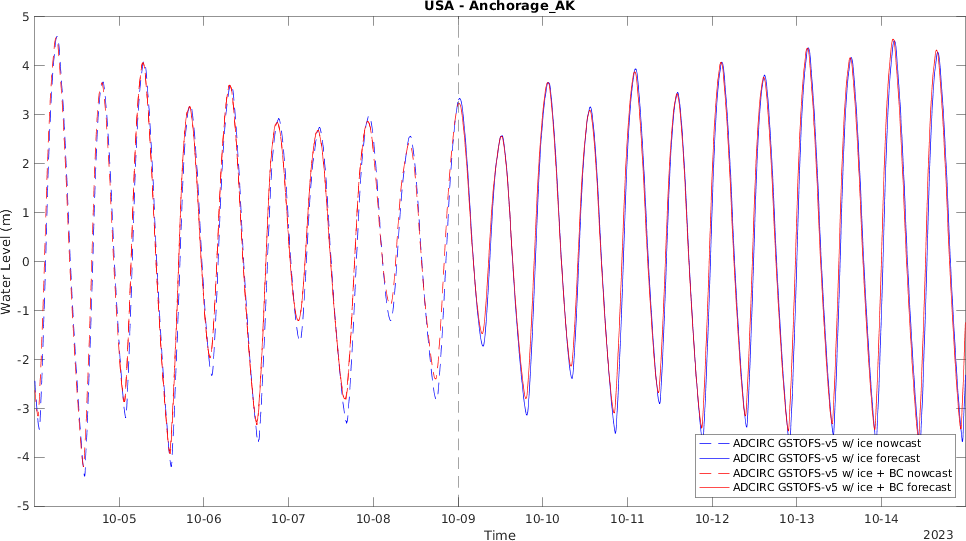 USA - Anchorage_AK
5
4
3
2
1
0
-1
-2
-3
-4
-5
Water Level (m)
ADCIRC GSTOFS-v5 w/ ice nowcast
ADCIRC GSTOFS-v5 w/ ice forecast
ADCIRC GSTOFS-v5 w/ ice + BC nowcast
ADCIRC GSTOFS-v5 w/ ice + BC forecast
10-05 10-06 10-07 10-08 10-09 10-10 10-11 10-12 10-13 10-14
Time
2023